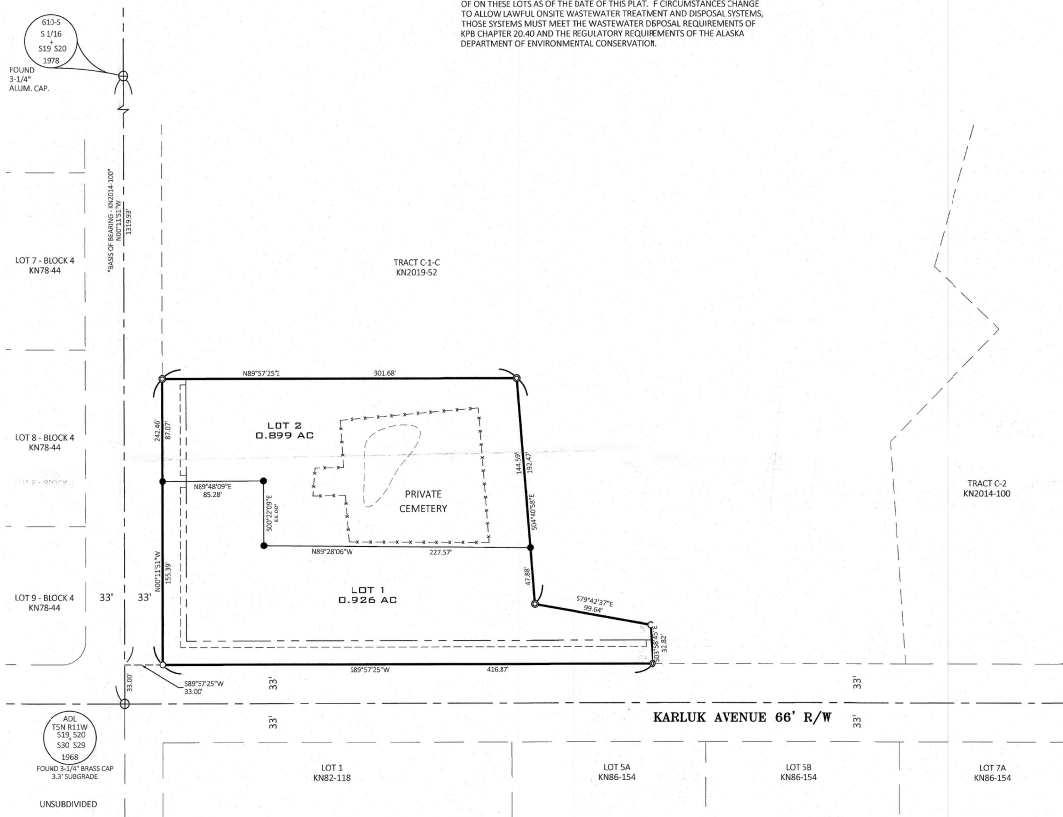 OF ON THESE LOTS AS OF THE DATE OF THIS PLAT. F CIRCUMSTANCES CHANGE
TO ALLOW LAWFUL ONSITE WASTEWATER TREATMENT AND DISPOSAL SYSTEMS,
THOSE SYSTEMS MUST MEET THE WASTEWATER DISPOSAL REQUIREMENTS OF
KPB CHAPTER 20.40 AND THE REGULATORY REQUIREMENTS OF THE ALASKA
DEPARTMENT OF ENVIRONMENTAL CONSERVATION.
610-S
S 1/16
+
S19 S20
1978
FOUND
3-1/4"
ALUM. CAP.
"BASIS OF BEARING - KN2014-100"
N00°11'51"W
1319.93'
LOT 7 - BLOCK 4
KN78-44
TRACT C-1-C
KN2019-52
N89°57'25"E
301.68'
LOT 8 - BLOCK 4
KN78-44
242.46'
87.07'
LOT 2
0.899 AC
144.59'
192.47'
S04°40'58"E
N89°48'09"E
85.28'
S00°22'09"E
PRIVATE
CEMETERY
TRACT C-2
KN2014-100
N89°28'06"W
227.57'
47.88'
LOT 9 - BLOCK 4
KN78-44
33'
33'
N00°11'51"W
155.39'
LOT 1
0.926 AC
S79°42'37"E
99.64'
S03°58'45"E
32.82'
S89°57'25"W
416.87'
S89°57'25"W
33.00'
33.00'
33'
33'
33'
33'
KARLUK AVENUE 66' R/W
ADL
T5N R11W
S19 S20
S30 S29
1968
FOUND 3-1/4" BRASS CAP
3.3' SUBGRADE
UNSUBDIVIDED
LOT 1
KN82-118
LOT 5A
KN86-154
LOT 5B
KN86-154
LOT 7A
KN86-154